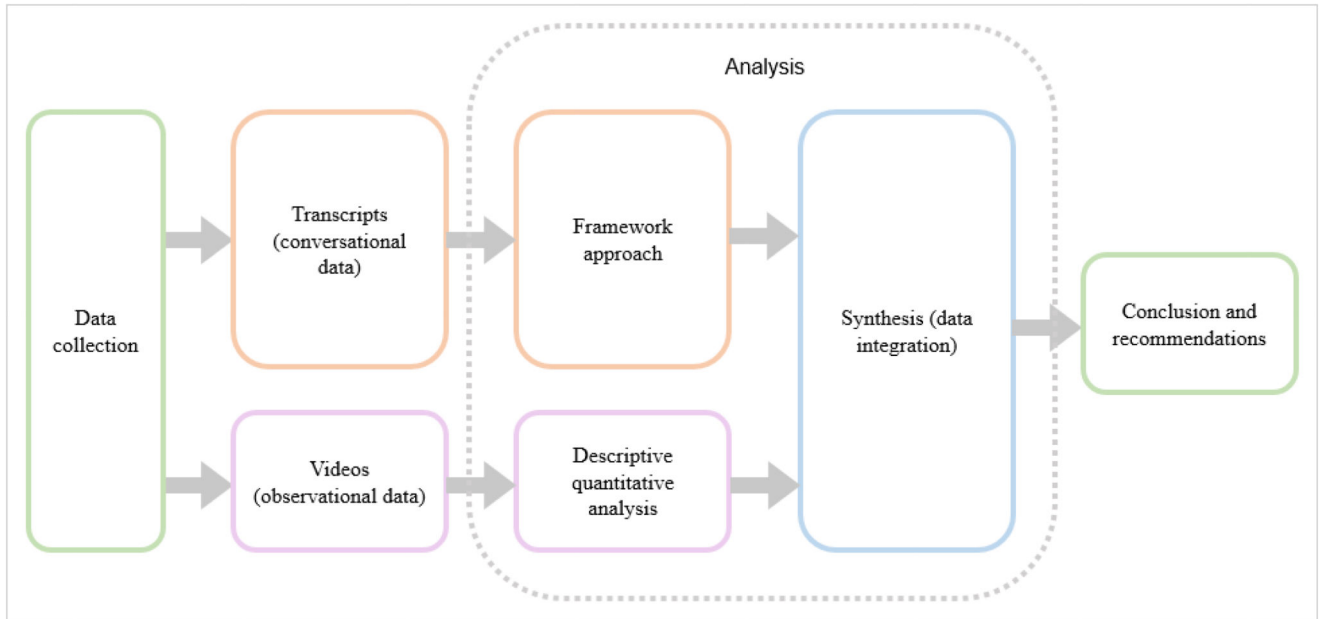 Analysis
Data
collection
Transcripts
(conversational
data)
Framework
approach
Synthesis (data
integration)
Conclusion and
recommendations
Videos
(observational data)
Descriptive
quantitative
analysis